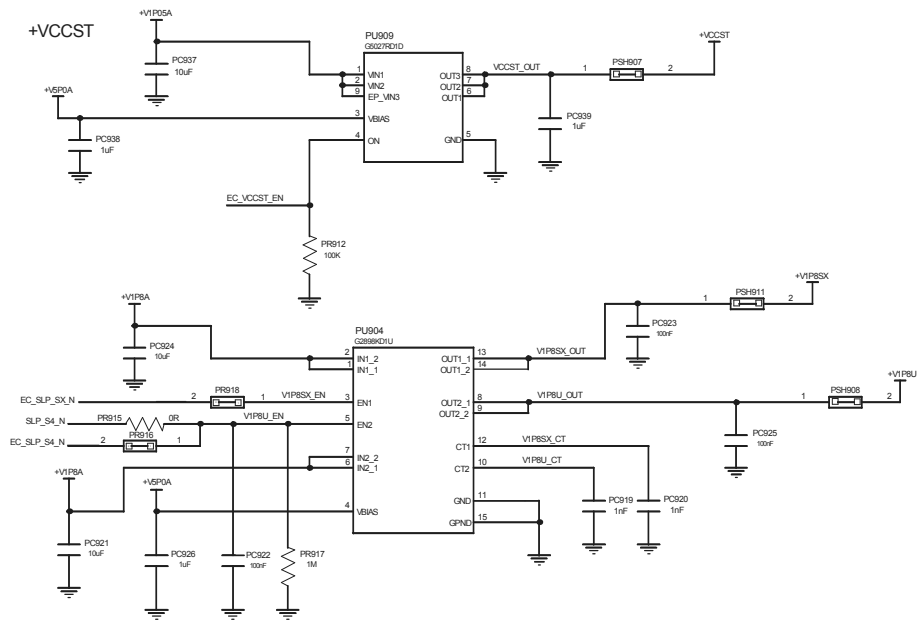 +VCCST
+V1P05A
PC937
10uF
+V5P0A
PC938
1uF
PU909
G5027RD1D
1 VIN1
2 VIN2
9 EP_VIN3
3 VBIAS
4 ON
OUT3 8
OUT2 7
OUT1 6
GND 5
VCCST_OUT
1 PSH907 2
+VCCST
PC939
1uF
EC_VCCST_EN
PR912
100K
+V1P8A
PC924
10uF
PU904
G2898KD1U
2 IN1_2
1 IN1_1
3 EN1
5 EN2
7 IN2_2
6 IN2_1
4 VBIAS
OUT1_1 13
OUT1_2 14
OUT2_1 8
OUT2_2 9
CT1 12
CT2 10
GND 11
GPND 15
V1P8SX_OUT
PC923
100nF
1 PSH911 2
+V1P8SX
V1P8U_OUT
1 PSH908 2
+V1P8U
PC925
100nF
V1P8SX_CT
V1P8U_CT
PC919
1nF
PC920
1nF
EC_SLP_SX_N
2 PR918 1
V1P8SX_EN
SLP_S4_N
PR915 0R
V1P8U_EN
EC_SLP_S4_N
2 PR916 1
+V1P8A
PC921
10uF
+V5P0A
PC926
1uF
PC922
100nF
PR917
1M